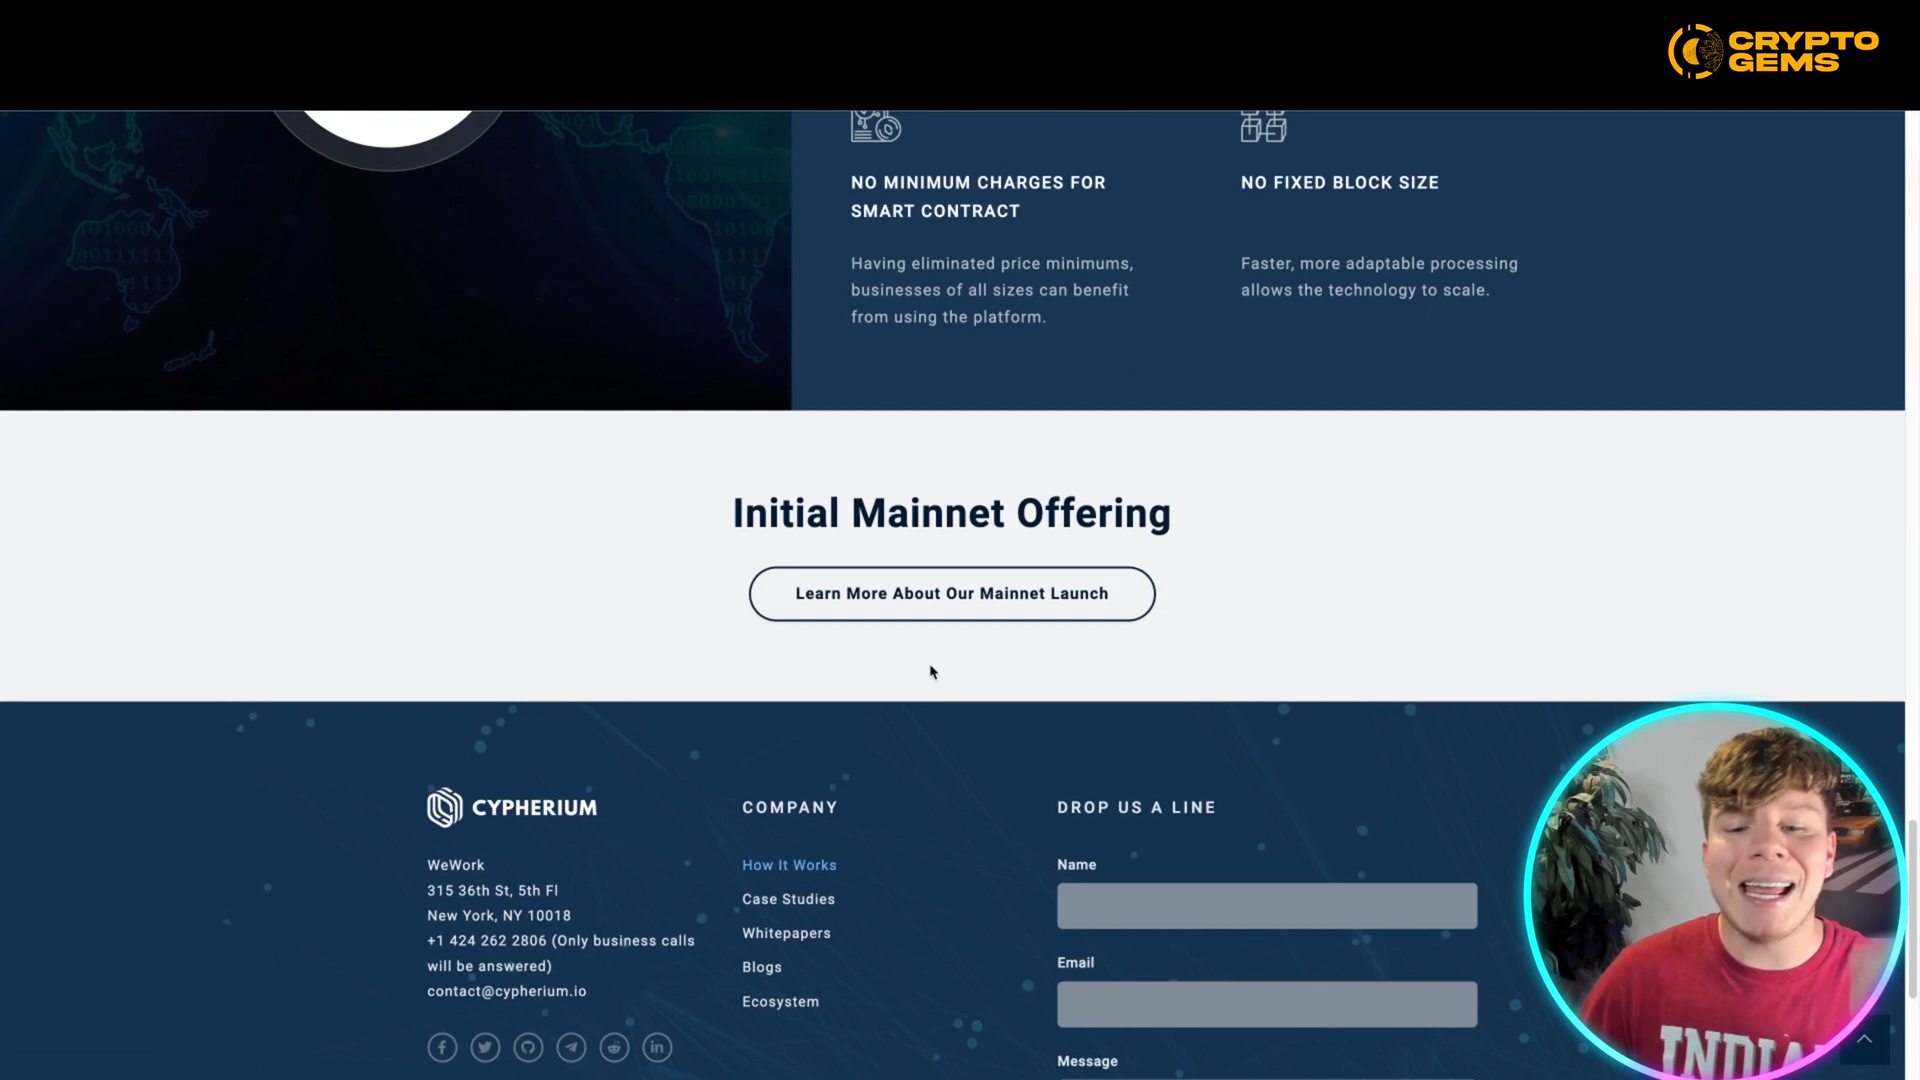 CRYPTO
GEMS
NO MINIMUM CHARGES FOR
SMART CONTRACT
Having eliminated price minimums,
businesses of all sizes can benefit
from using the platform.
NO FIXED BLOCK SIZE
Faster, more adaptable processing
allows the technology to scale.
Initial Mainnet Offering
Learn More About Our Mainnet Launch
CYPHERIUM
WeWork
315 36th St, 5th Fl
New York, NY 10018
+1 424 262 2806 (Only business calls
will be answered)
contact@cypherium.io
COMPANY
How It Works
Case Studies
Whitepapers
Blogs
Ecosystem
DROP US A LINE
Name
Email
Message